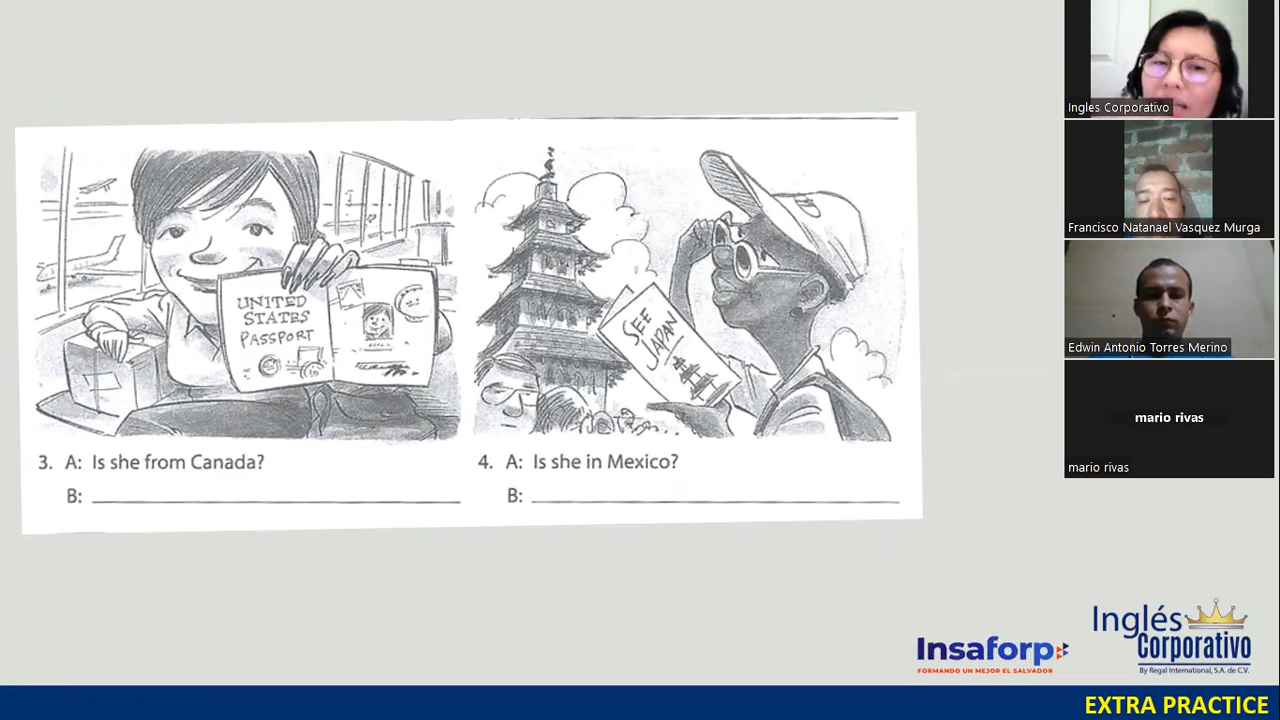 Ingles Corporativo
Francisco Natanael Vasquez Murga
Edwin Antonio Torres Merino
mario rivas
mario rivas
UNITED
STATES
PASSPORT
SEE
JAPAN
3. A: Is she from Canada?
B:
4. A: Is she in Mexico?
B:
Insaforp
FORMANDO UN MEJOR EL SALVADOR
Inglés
Corporativo
By Regal International, S.A. de C.V.
EXTRA PRACTICE